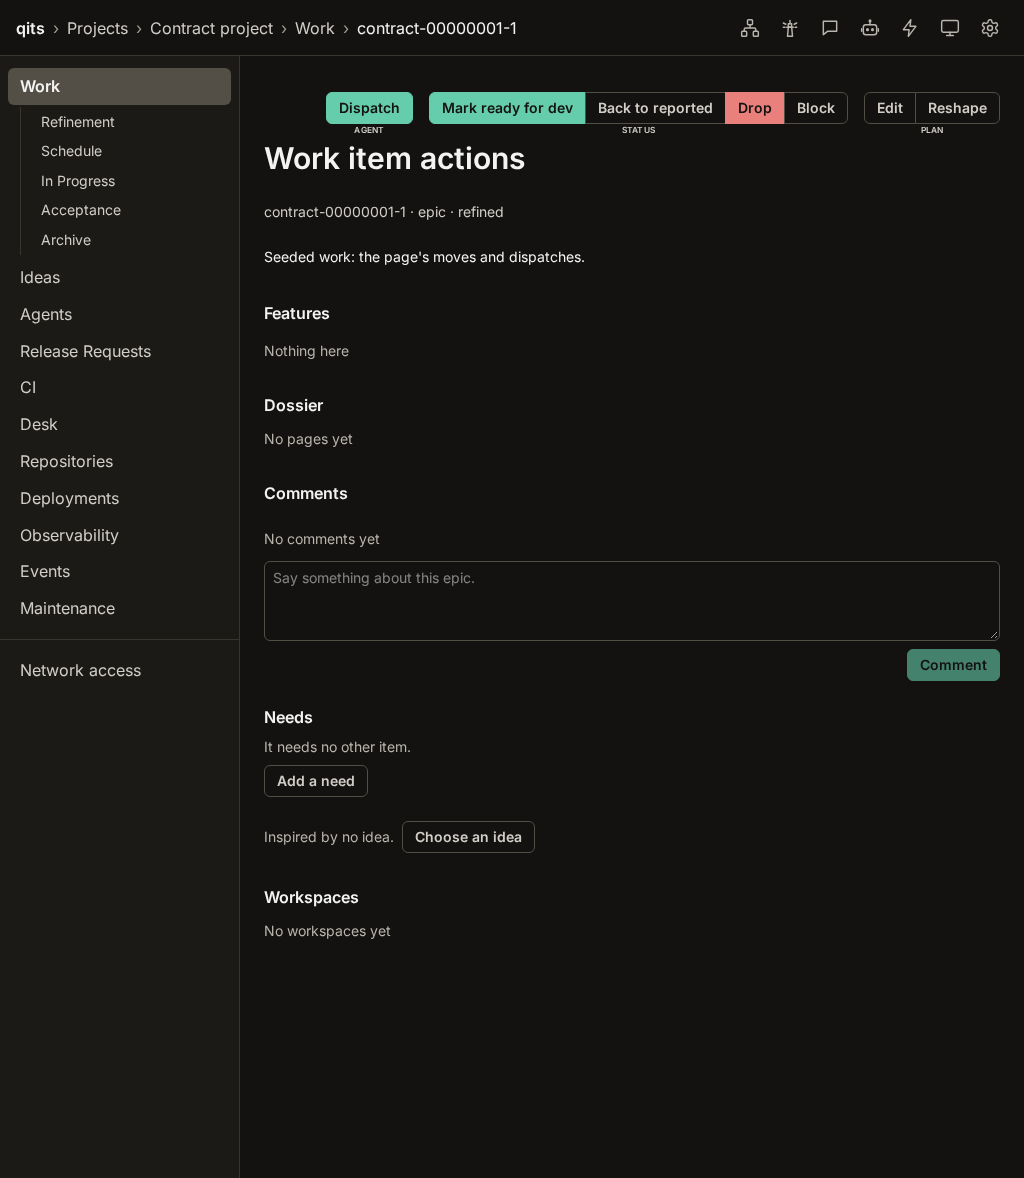 qits › Projects › Contract project › Work › contract-00000001-1
Work
Refinement
Schedule
In Progress
Acceptance
Archive
Ideas
Agents
Release Requests
CI
Desk
Repositories
Deployments
Observability
Events
Maintenance
Network access
Dispatch
AGENT
Mark ready for dev Back to reported Drop Block
STATUS
Edit Reshape
PLAN
Work item actions
contract-00000001-1 · epic · refined
Seeded work: the page's moves and dispatches.
Features
Nothing here
Dossier
No pages yet
Comments
No comments yet
Say something about this epic.
Comment
Needs
It needs no other item.
Add a need
Inspired by no idea. Choose an idea
Workspaces
No workspaces yet